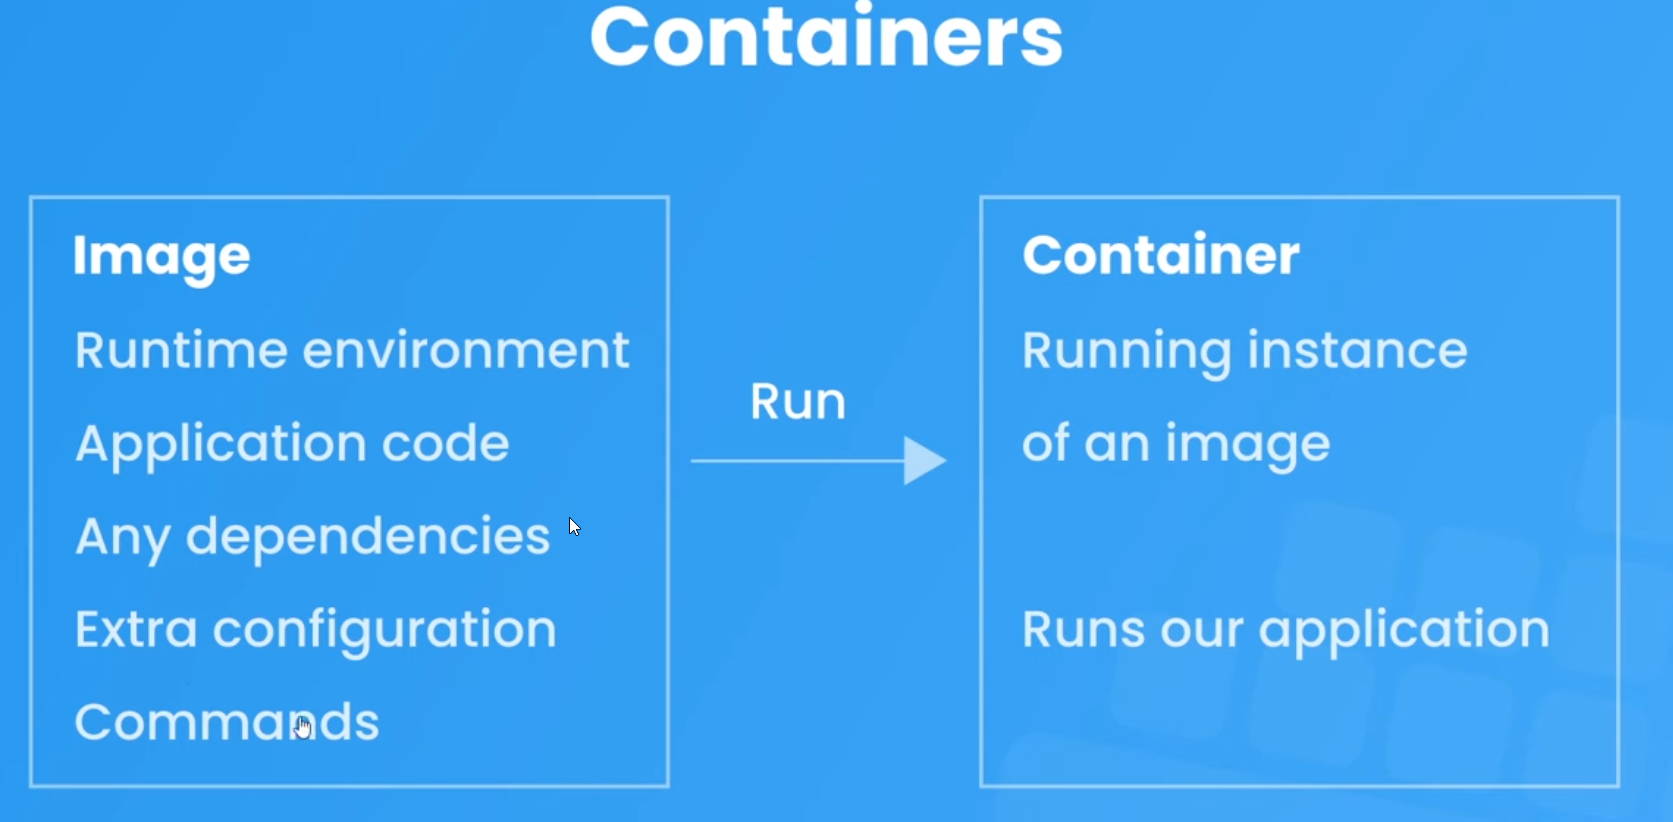 Containers
Image
Runtime environment
Application code
Any dependencies
Extra configuration
Commands
Run
Container
Running instance
of an image
Runs our application